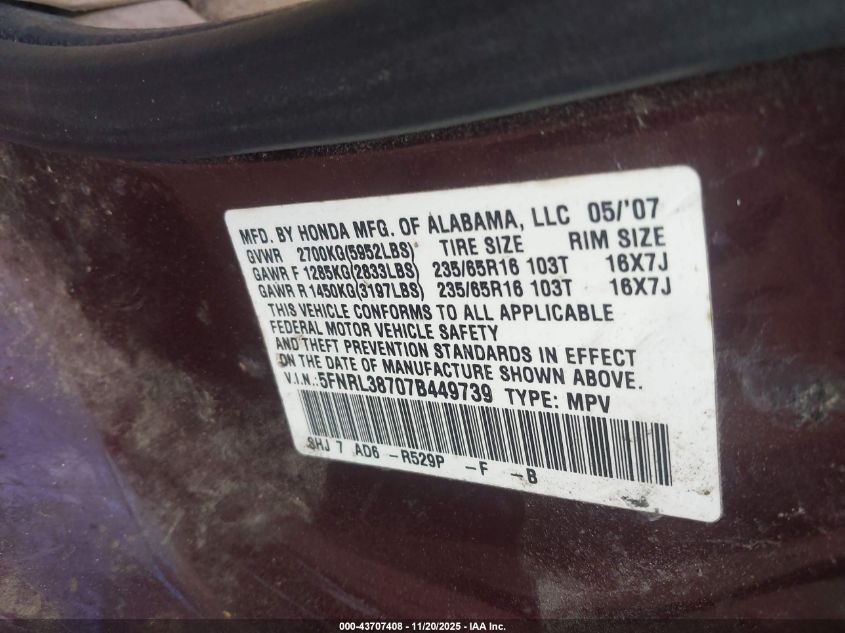 MFD. BY HONDA MFG. OF ALABAMA, LLC 05/'07
GVWR 2700KG(5952LBS) TIRE SIZE RIM SIZE
GAWR F 1285KG(2833LBS) 235/65R16 103T 16X7J
GAWR R 1450KG(3197LBS) 235/65R16 103T 16X7J
THIS VEHICLE CONFORMS TO ALL APPLICABLE
FEDERAL MOTOR VEHICLE SAFETY
AND THEFT PREVENTION STANDARDS IN EFFECT
ON THE DATE OF MANUFACTURE SHOWN ABOVE.
V.I.N.:5FNRL38707B449739 TYPE: MPV
SHJ 7 AD6 -R529P -F -B
000-43707408 - 11/20/2025 - IAA Inc.